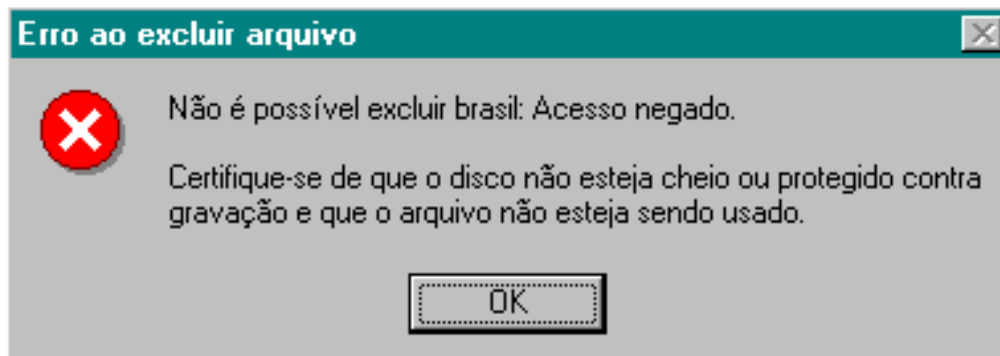 Erro ao excluir arquivo
Não é possível excluir brasil: Acesso negado.
Certifique-se de que o disco não esteja cheio ou protegido contra
gravação e que o arquivo não esteja sendo usado.
OK